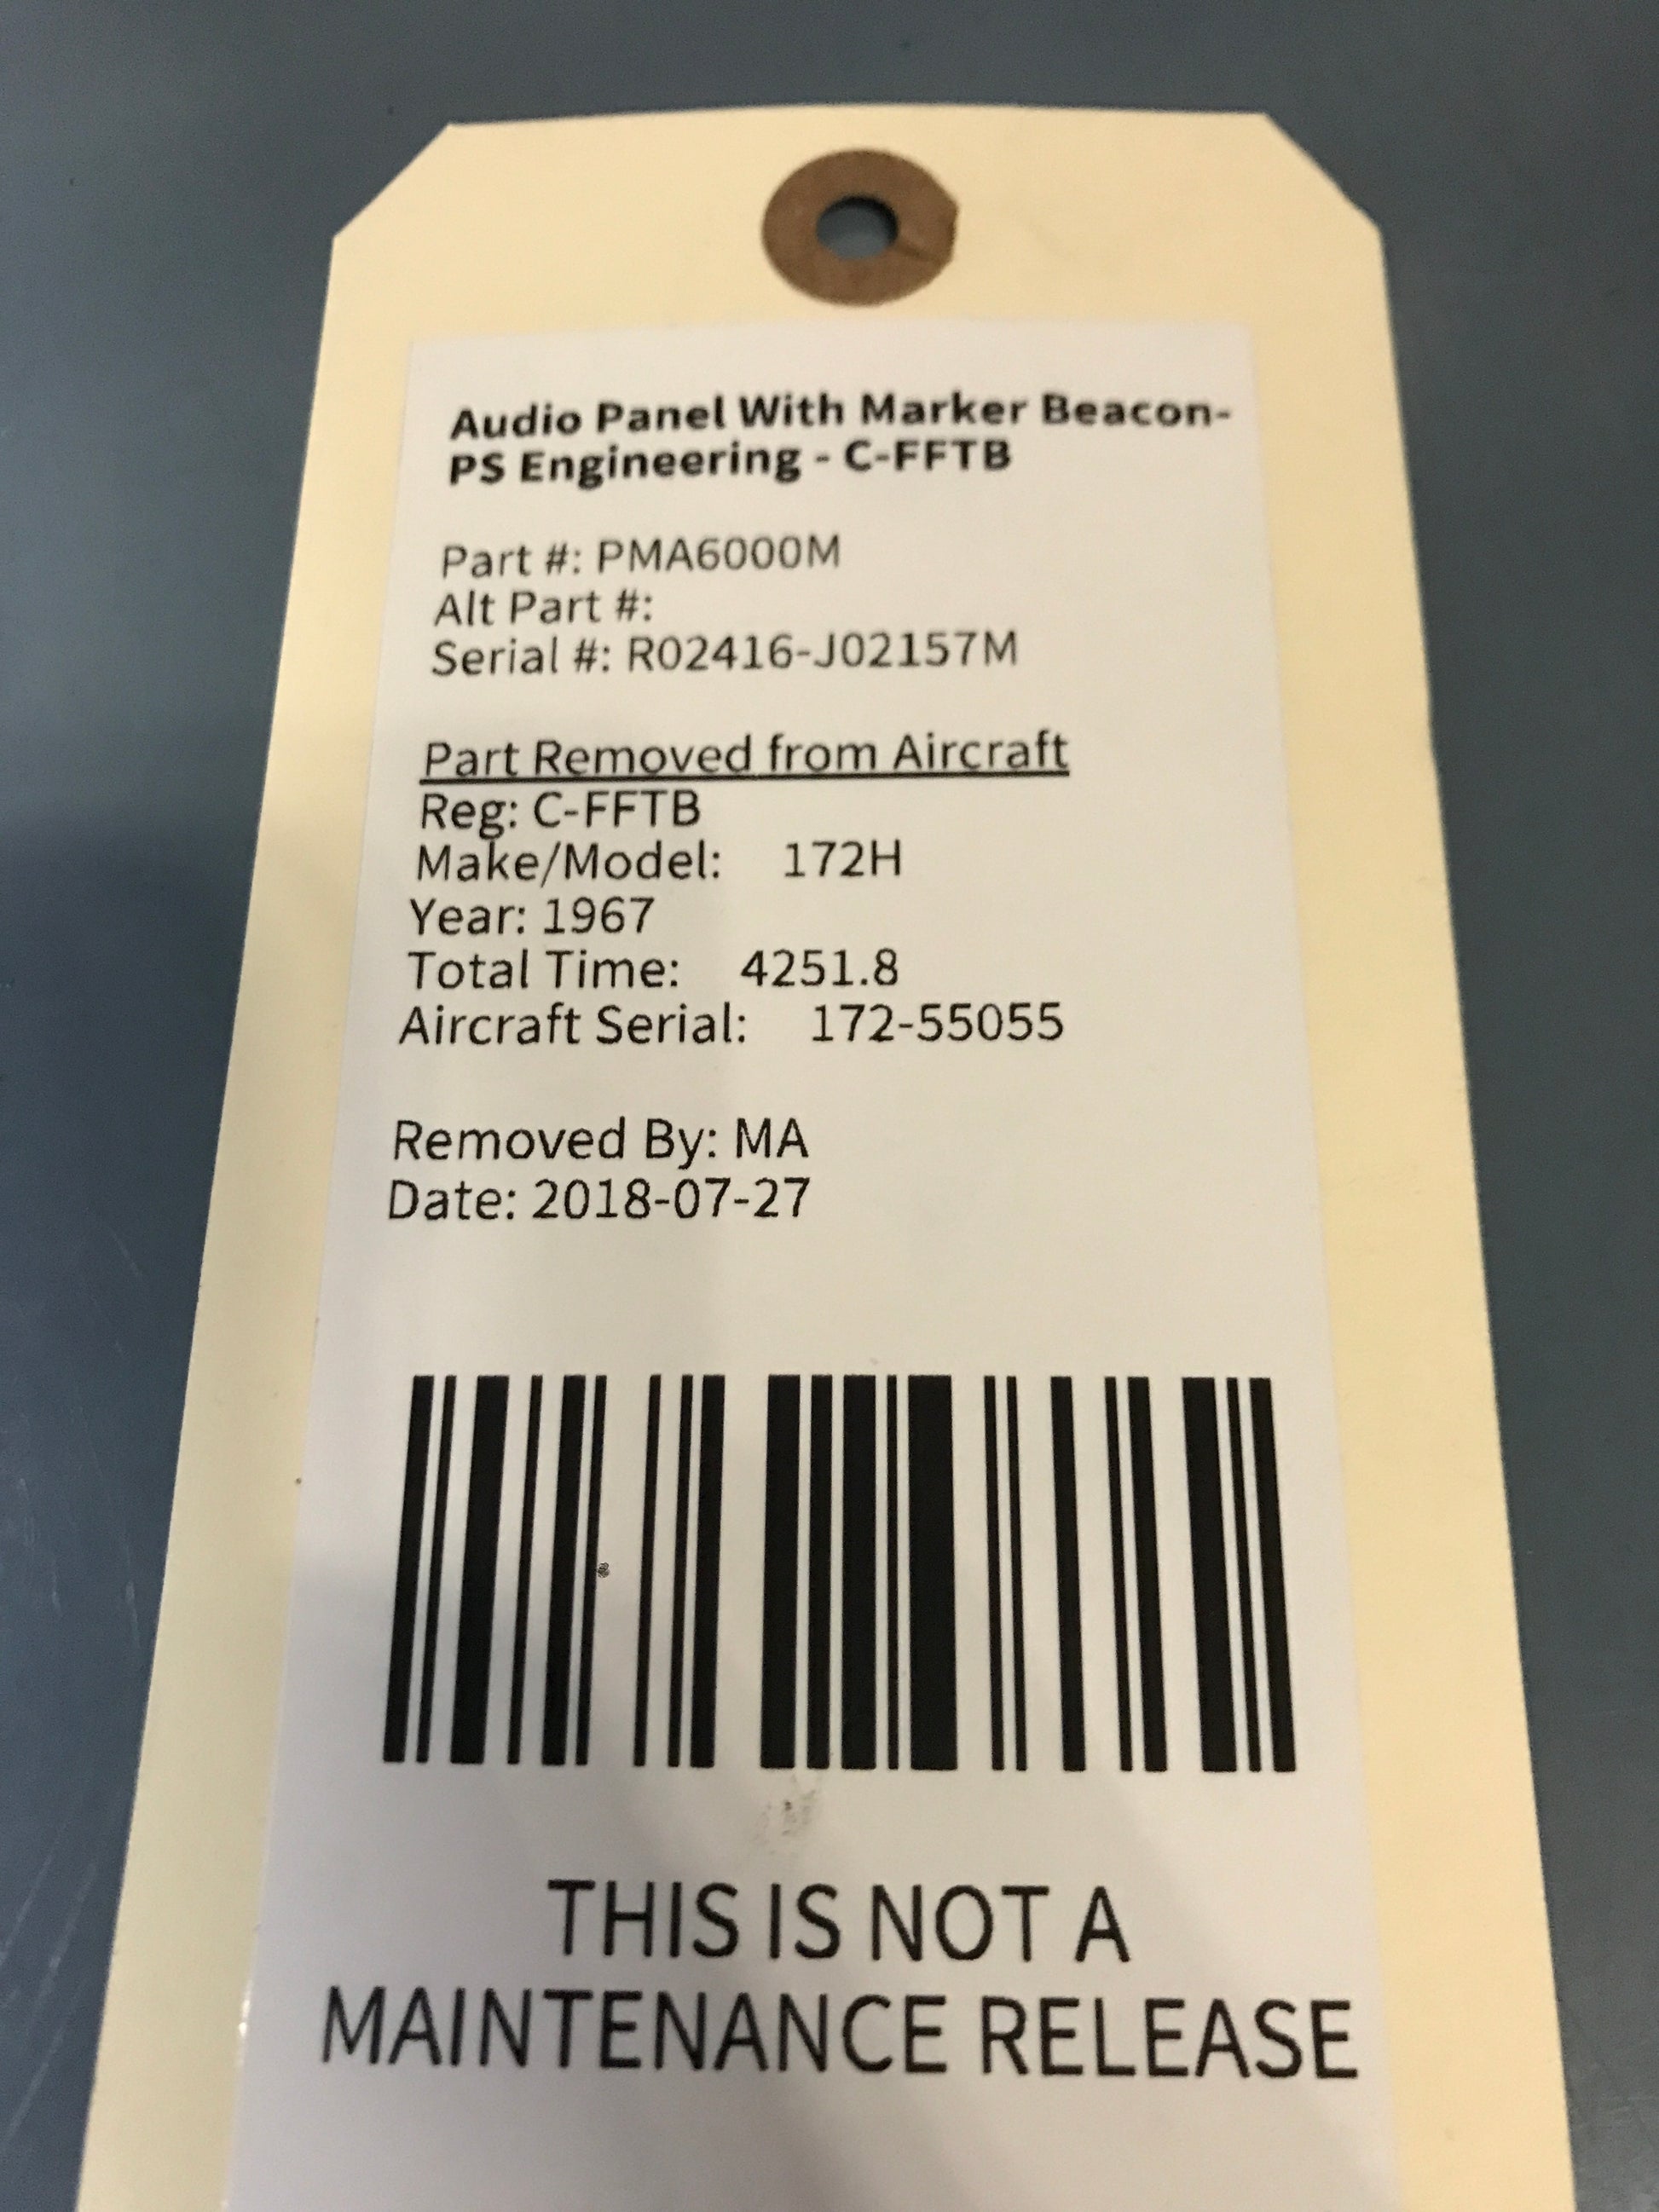 Audio Panel With Marker Beacon-
PS Engineering - C-FFTB
Part #: PMA6000M
Alt Part #:
Serial #: R02416-J02157M
Part Removed from Aircraft
Reg: C-FFTB
Make/Model: 172H
Year: 1967
Total Time: 4251.8
Aircraft Serial: 172-55055
Removed By: MA
Date: 2018-07-27
THIS IS NOT A
MAINTENANCE RELEASE